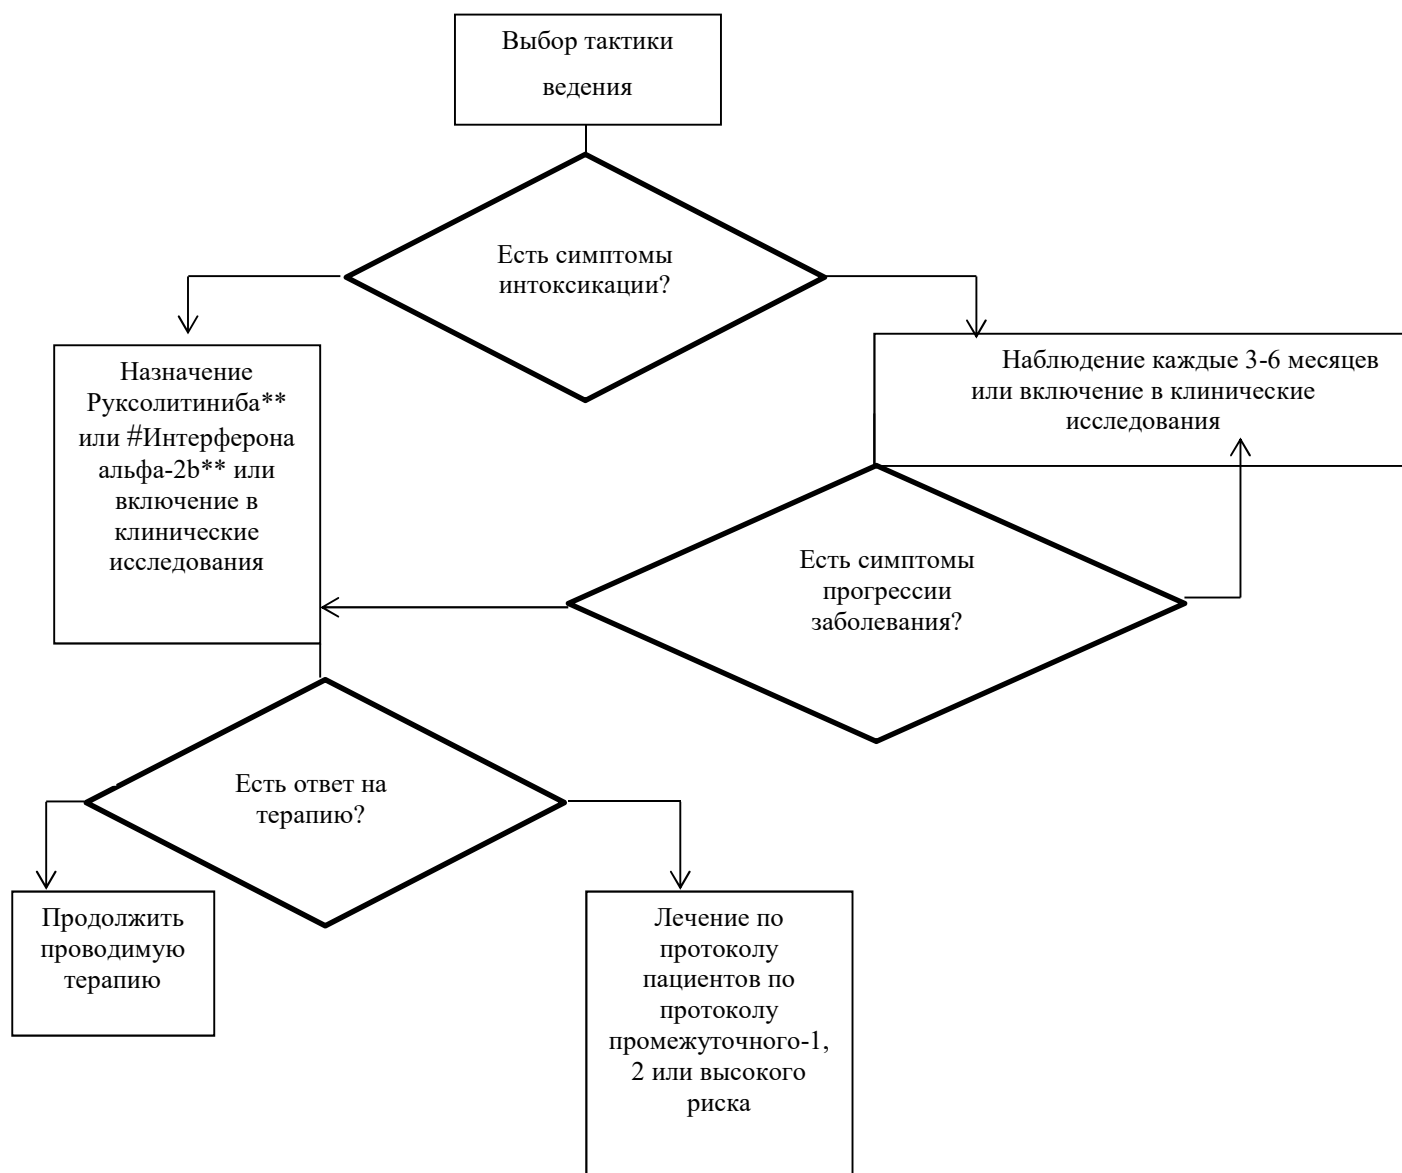 Выбор тактики
ведения
Есть симптомы
интоксикации?
Назначение
Руксолитиниба**
или #Интерферона
альфа-2b** или
включение в
клинические
исследования
Наблюдение каждые 3-6 месяцев
или включение в клинические
исследования
Есть симптомы
прогрессии
заболевания?
Есть ответ на
терапию?
Продолжить
проводимую
терапию
Лечение по
протоколу
пациентов по
протоколу
промежуточного-1,
2 или высокого
риска